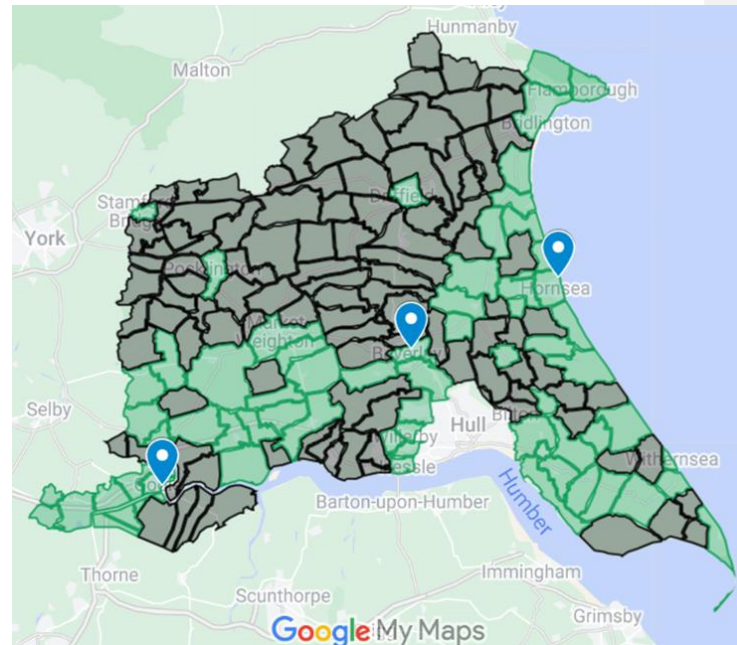 Hunmanby
Malton
Flamborough
Bridlington
Driffield
Stamford
Bridge
York
Pocklington
Hornsea
Market
Weighton
Beverley
Selby
Hull
Willerby
Hessle
Withernsea
Humber
Barton-upon-Humber
Thorne
Immingham
Scunthorpe
Grimsby
Google My Maps